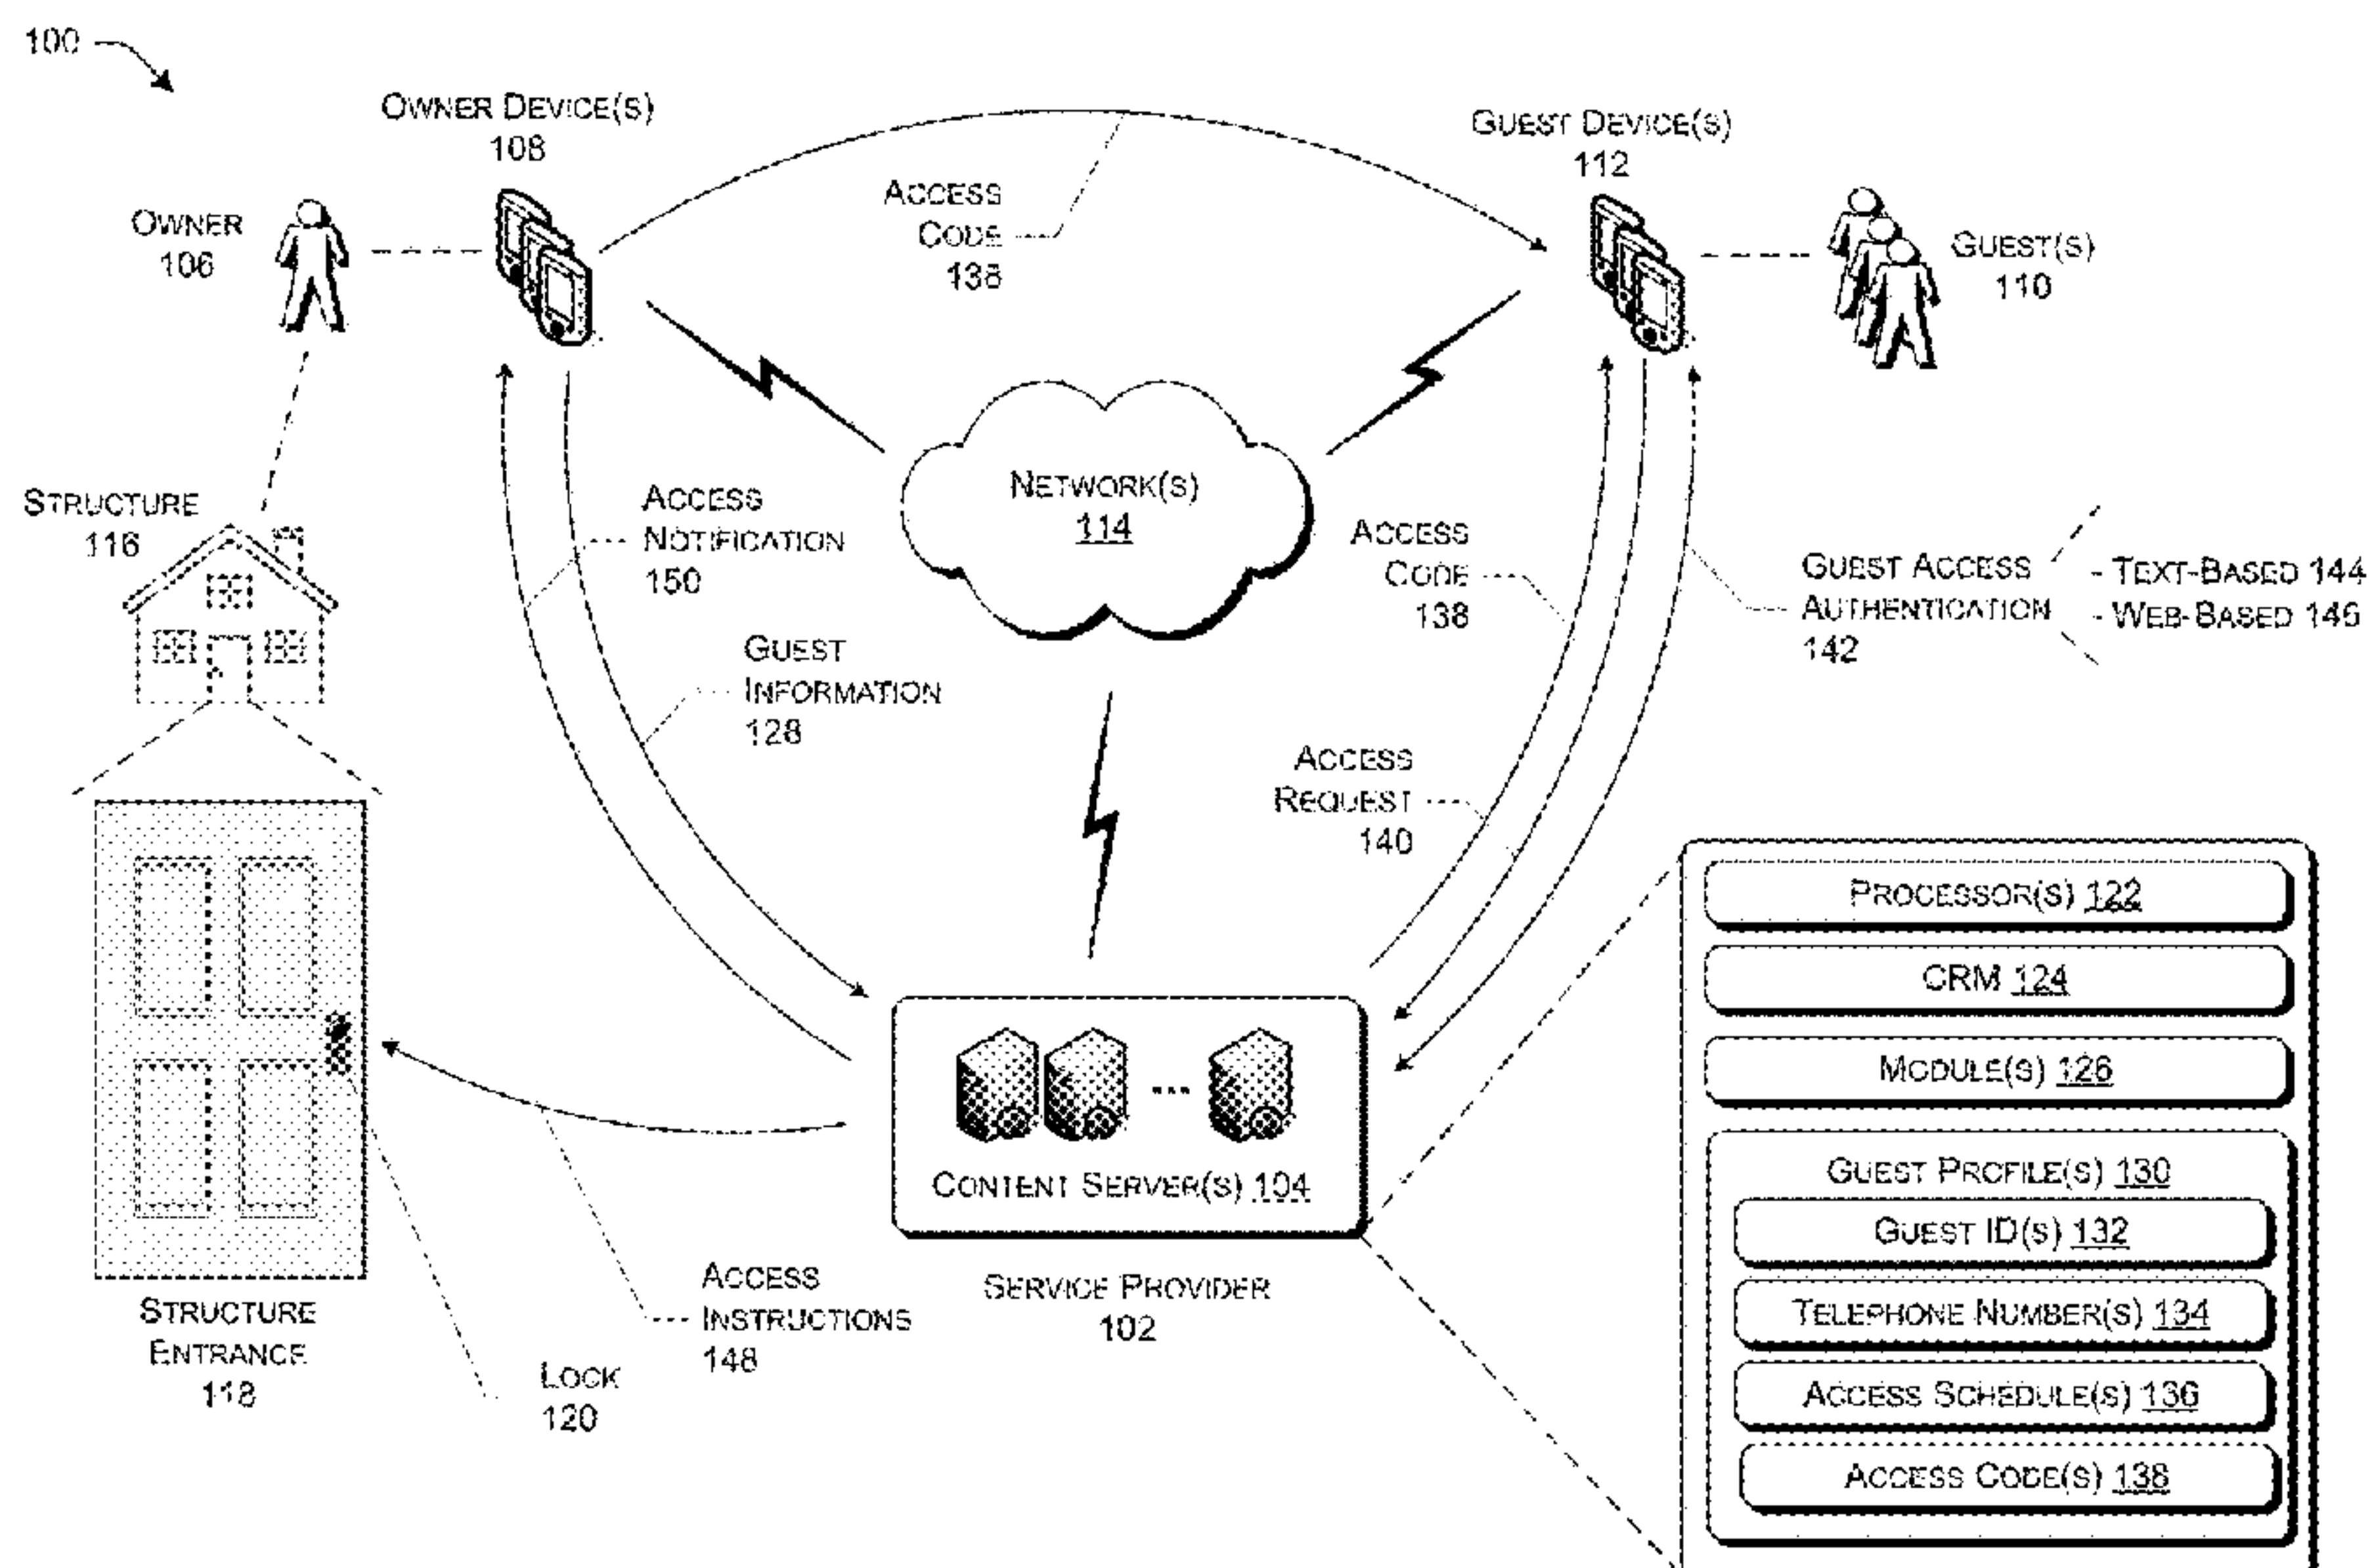 100
OWNER DEVICE(S)
108
GUEST DEVICE(S)
112
OWNER
106
ACCESS
CODE
138
GUEST(S)
110
STRUCTURE
116
ACCESS
NOTIFICATION
150
NETWORK(S)
114
ACCESS
CODE
138
GUEST ACCESS
AUTHENTICATION
142
- TEXT-BASED 144
- WEB-BASED 146
GUEST
INFORMATION
128
ACCESS
REQUEST
140
PROCESSOR(S) 122
CRM 124
MODULE(S) 126
GUEST PROFILE(S) 130
GUEST ID(S) 132
TELEPHONE NUMBER(S) 134
ACCESS SCHEDULE(S) 136
ACCESS CODE(S) 138
...
CONTENT SERVER(S) 104
SERVICE PROVIDER
102
ACCESS
INSTRUCTIONS
148
STRUCTURE
ENTRANCE
118
LOCK
120